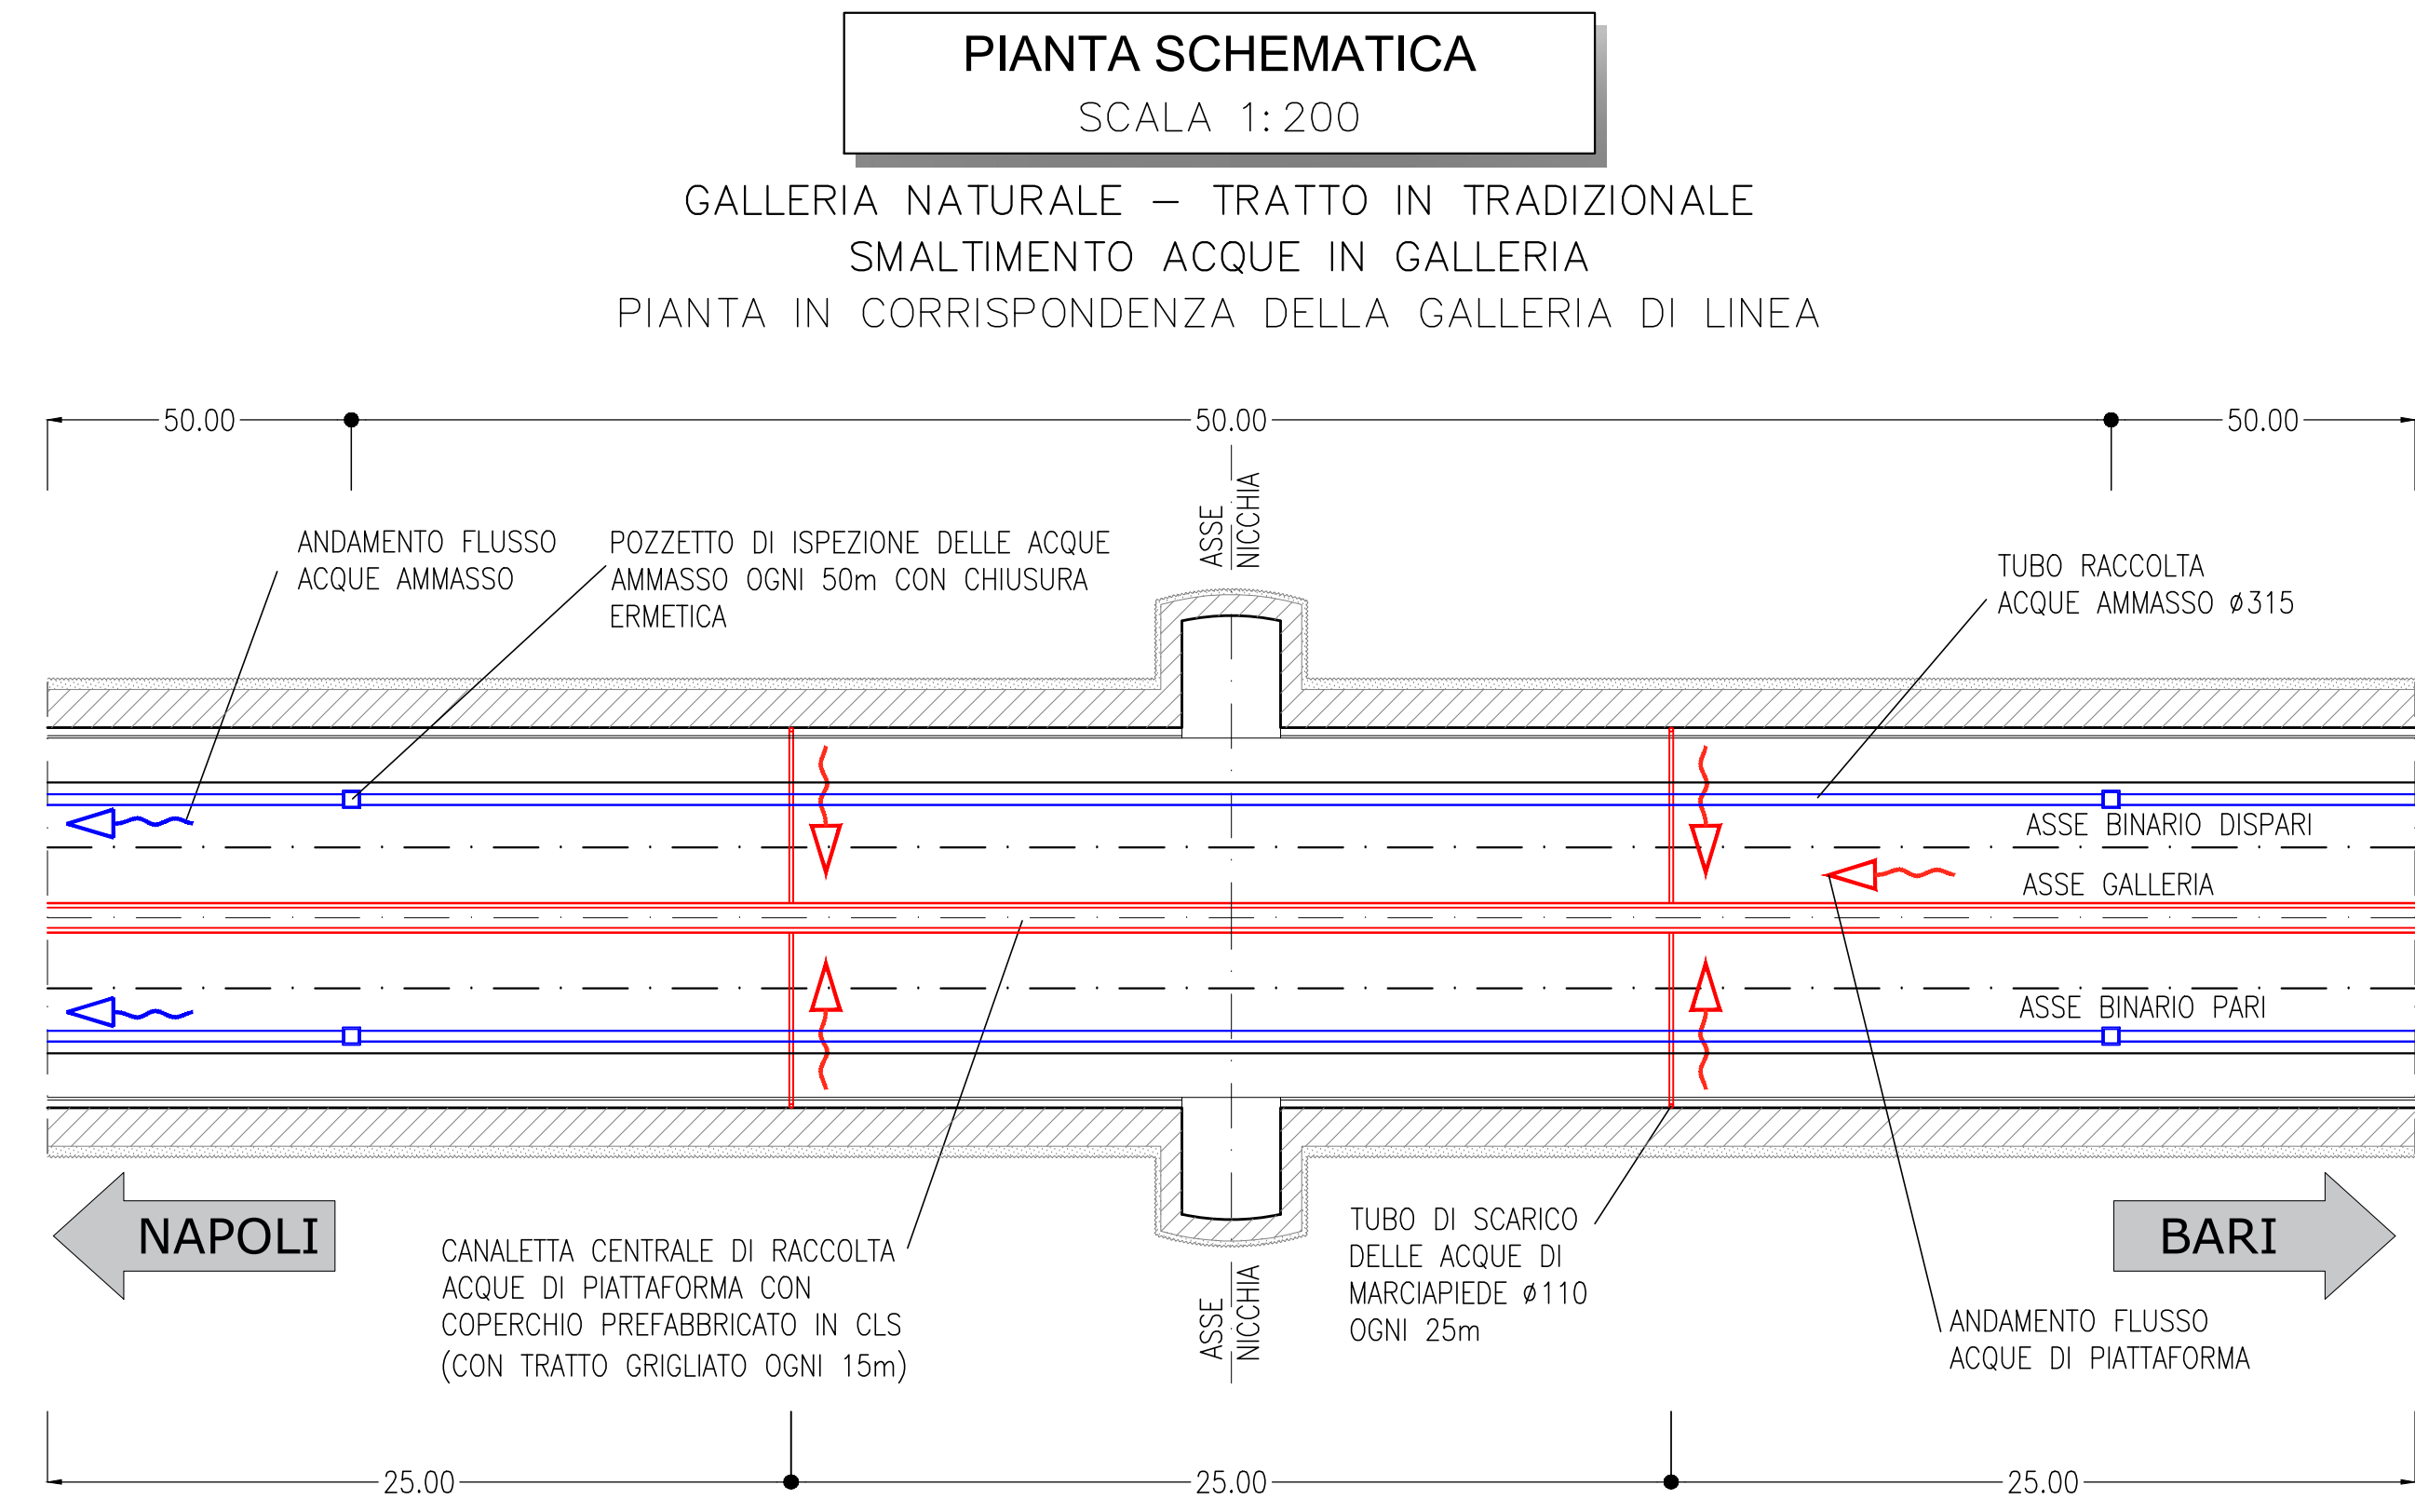 PIANTA SCHEMATICA
SCALA 1:200
GALLERIA NATURALE – TRATTO IN TRADIZIONALE
SMALTIMENTO ACQUE IN GALLERIA
PIANTA IN CORRISPONDENZA DELLA GALLERIA DI LINEA
50.00
50.00
50.00
ASSE
NICCHIA
ANDAMENTO FLUSSO
ACQUE AMMASSO
POZZETTO DI ISPEZIONE DELLE ACQUE
AMMASSO OGNI 50m CON CHIUSURA
ERMETICA
TUBO RACCOLTA
ACQUE AMMASSO ø315
ASSE BINARIO DISPARI
ASSE GALLERIA
ASSE BINARIO PARI
NAPOLI
BARI
CANALETTA CENTRALE DI RACCOLTA
ACQUE DI PIATTAFORMA CON
COPERCHIO PREFABBRICATO IN CLS
(CON TRATTO GRIGLIATO OGNI 15m)
ASSE
NICCHIA
TUBO DI SCARICO
DELLE ACQUE DI
MARCIAPIEDE ø110
OGNI 25m
ANDAMENTO FLUSSO
ACQUE DI PIATTAFORMA
25.00
25.00
25.00